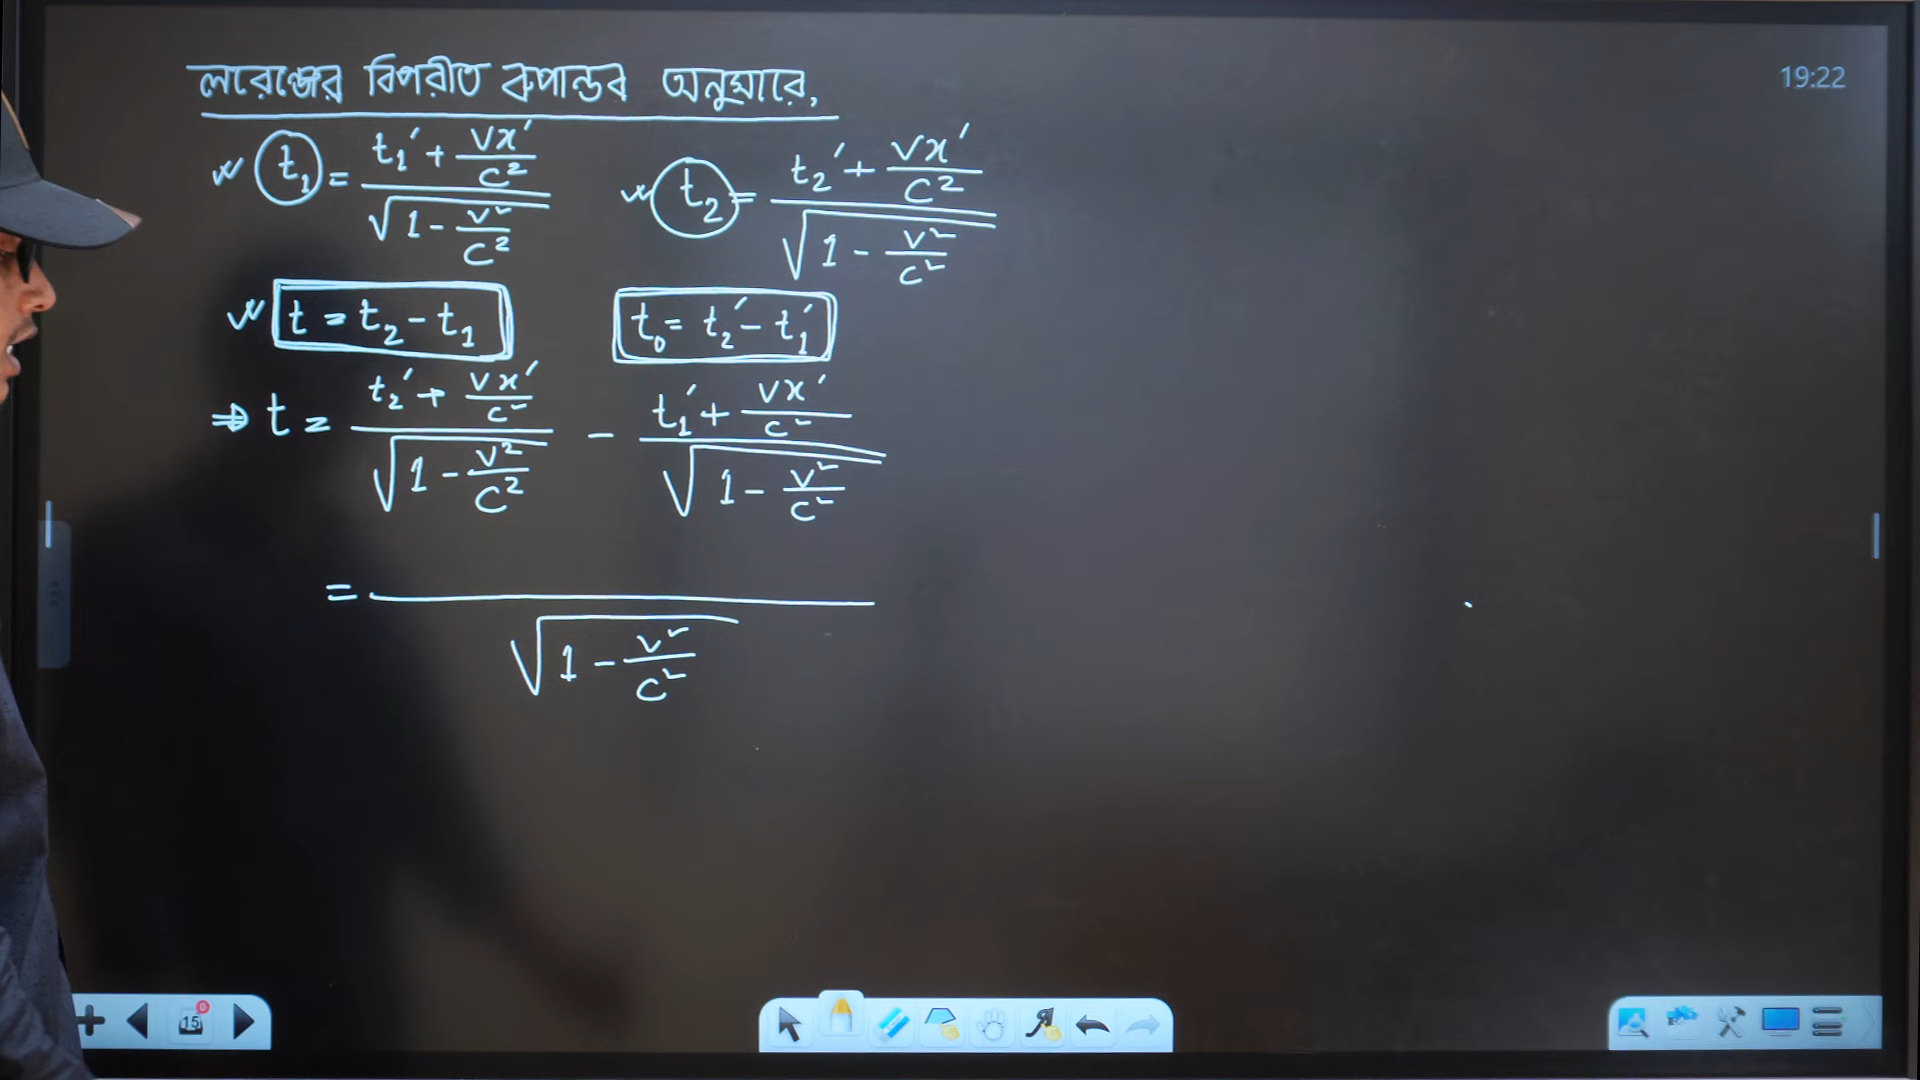 19:22
লরেঞ্জের বিপরীত রুপান্তর অনুসারে,
t₁ = (t₁′ + vx′/c²) / √(1 - v²/c²) t₂ = (t₂′ + vx′/c²) / √(1 - v²/c²)
t = t₂ - t₁ t₀ = t₂′ - t₁′
⇒ t = (t₂′ + vx′/c²) / √(1 - v²/c²) - (t₁′ + vx′/c²) / √(1 - v²/c²)
= ――― / √(1 - v²/c²)
15 0